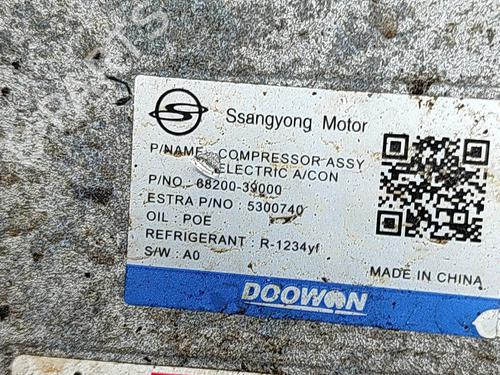 Ssangyong Motor
P/NAME : COMPRESSOR ASSY
ELECTRIC A/CON
P/NO. : 68200-39000
ESTRA P/NO : 5300740
OIL : POE
REFRIGERANT : R-1234yf
S/W : A0
MADE IN CHINA
DOOWON